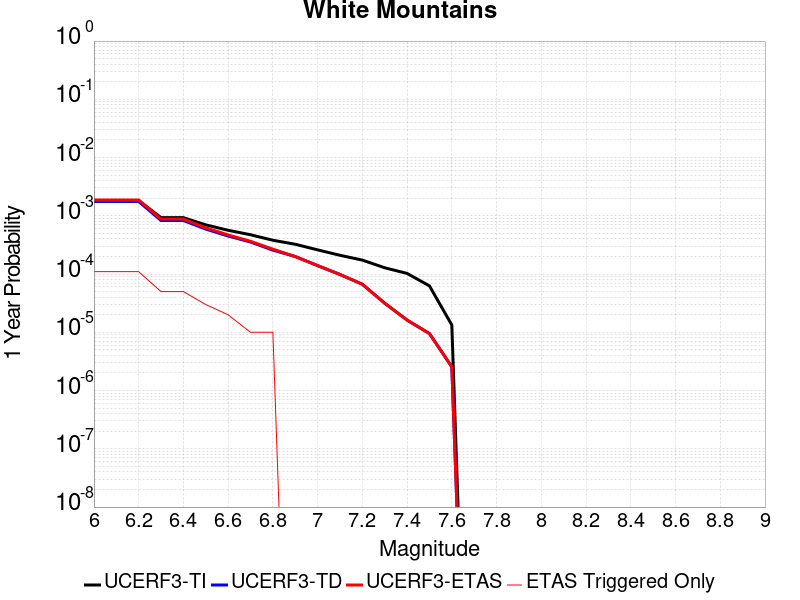 White Mountains
10^0
10^-1
10^-2
10^-3
10^-4
10^-5
10^-6
10^-7
10^-8
1 Year Probability
6 6.2 6.4 6.6 6.8 7 7.2 7.4 7.6 7.8 8 8.2 8.4 8.6 8.8 9
Magnitude
UCERF3-TI UCERF3-TD UCERF3-ETAS ETAS Triggered Only